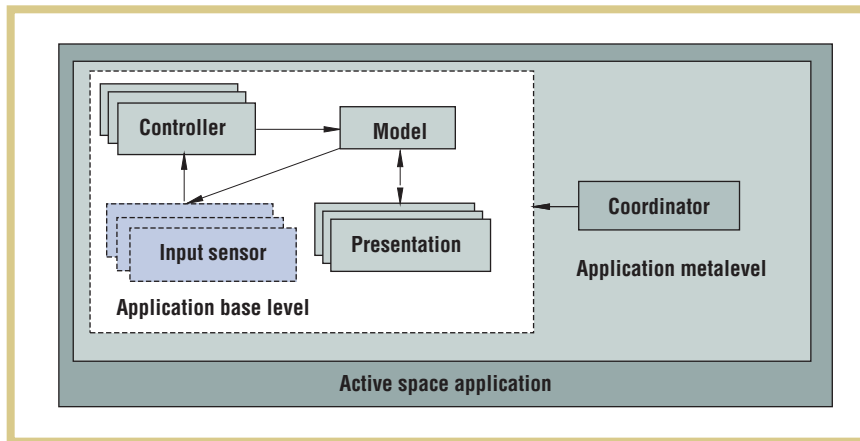 Controller
Model
Input sensor
Presentation
Coordinator
Application base level
Application metalevel
Active space application